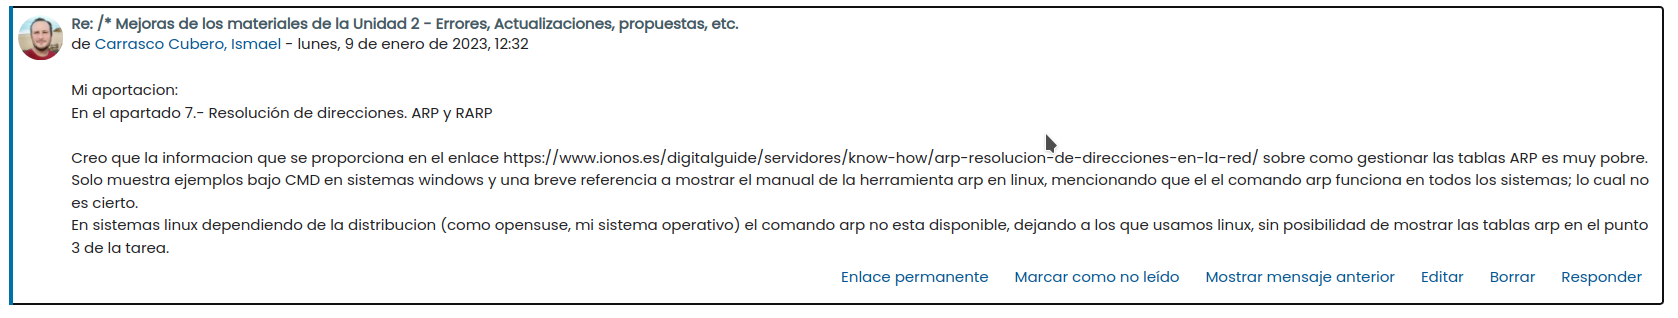 Re: /* Mejoras de los materiales de la Unidad 2 - Errores, Actualizaciones, propuestas, etc.
de Carrasco Cubero, Ismael - lunes, 9 de enero de 2023, 12:32
Mi aportacion:
En el apartado 7.- Resolución de direcciones. ARP y RARP
Creo que la informacion que se proporciona en el enlace https://www.ionos.es/digitalguide/servidores/know-how/arp-resolucion-de-direcciones-en-la-red/ sobre como gestionar las tablas ARP es muy pobre.
Solo muestra ejemplos bajo CMD en sistemas windows y una breve referencia a mostrar el manual de la herramienta arp en linux, mencionando que el el comando arp funciona en todos los sistemas; lo cual no
es cierto.
En sistemas linux dependiendo de la distribucion (como opensuse, mi sistema operativo) el comando arp no esta disponible, dejando a los que usamos linux, sin posibilidad de mostrar las tablas arp en el punto
3 de la tarea.
Enlace permanente Marcar como no leído Mostrar mensaje anterior Editar Borrar Responder